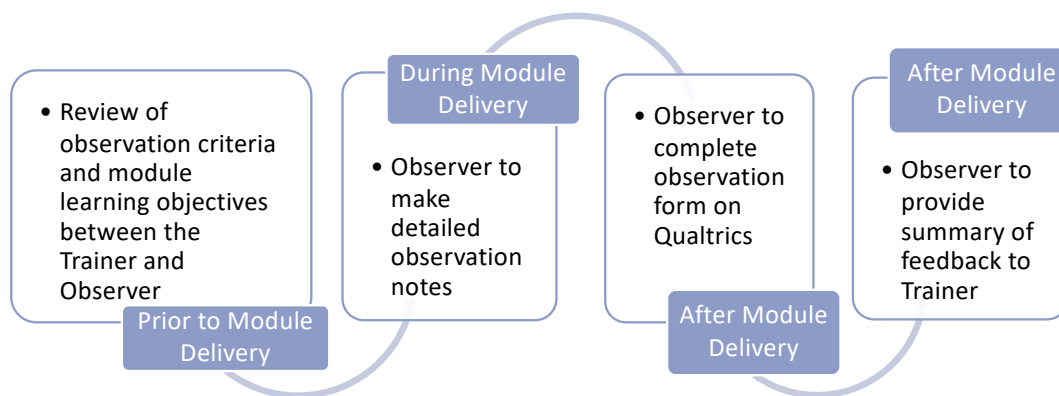 • Review of
observation criteria
and module
learning objectives
between the
Trainer and
Observer
Prior to Module
Delivery
During Module
Delivery
• Observer to
make
detailed
observation
notes
• Observer to
complete
observation
form on
Qualtrics
After Module
Delivery
After Module
Delivery
• Observer to
provide
summary of
feedback to
Trainer